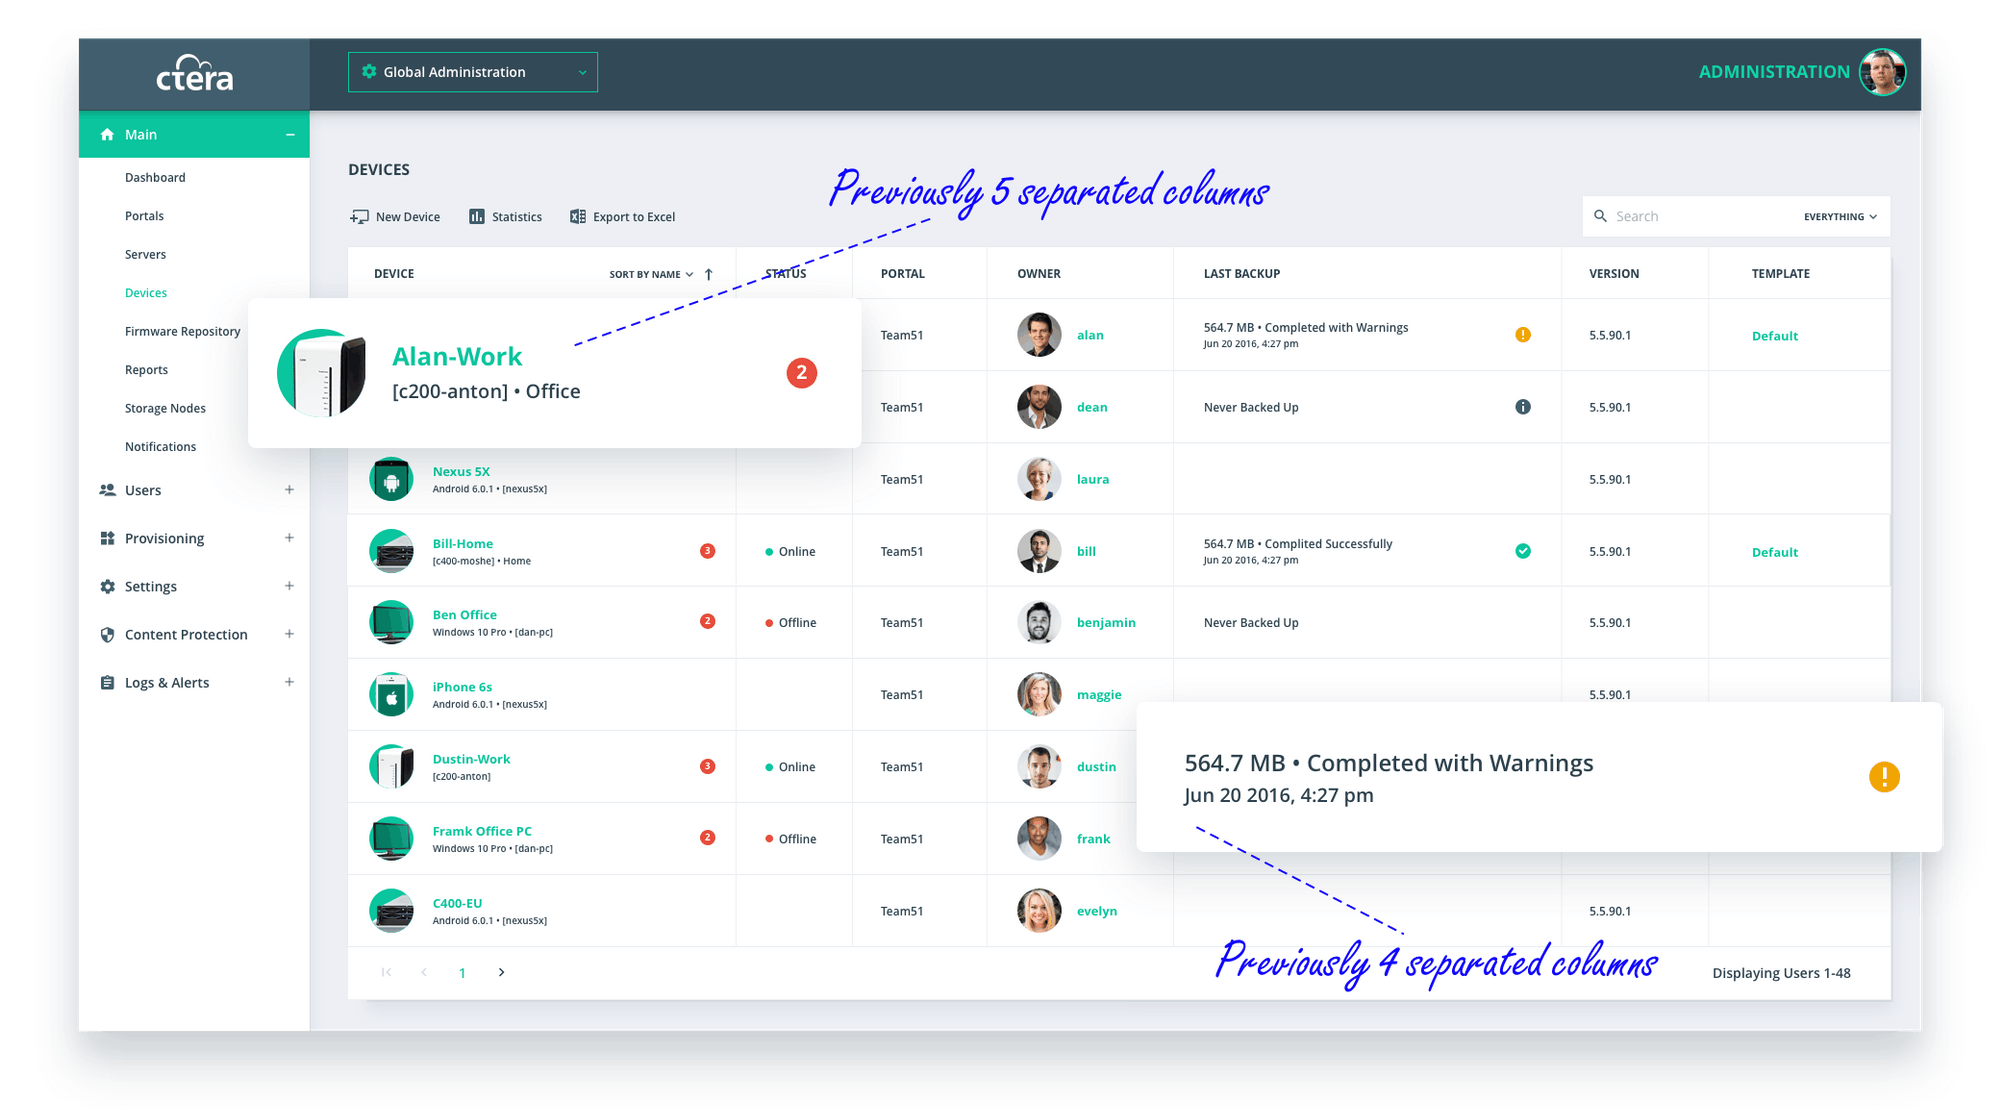 ctera
Global Administration
ADMINISTRATION
Main
Dashboard
Portals
Servers
Devices
Firmware Repository
Reports
Storage Nodes
Notifications
Users
Provisioning
Settings
Content Protection
Logs & Alerts
DEVICES
Previously 5 separated columns
New Device
Statistics
Export to Excel
Search
EVERYTHING
DEVICE
SORT BY NAME
STATUS
PORTAL
OWNER
LAST BACKUP
VERSION
TEMPLATE
Alan-Work
[c200-anton] • Office
2
Team51
alan
564.7 MB • Completed with Warnings
Jun 20 2016, 4:27 pm
5.5.90.1
Default
Team51
dean
Never Backed Up
5.5.90.1
Nexus 5X
Android 6.0.1 • [nexus5x]
Team51
laura
5.5.90.1
Bill-Home
[c400-moshe] • Home
3
Online
Team51
bill
564.7 MB • Complited Successfully
Jun 20 2016, 4:27 pm
5.5.90.1
Default
Ben Office
Windows 10 Pro • [dan-pc]
2
Offline
Team51
benjamin
Never Backed Up
5.5.90.1
iPhone 6s
Android 6.0.1 • [nexus5x]
Team51
maggie
5.5.90.1
Dustin-Work
[c200-anton]
3
Online
Team51
dustin
564.7 MB • Completed with Warnings
Jun 20 2016, 4:27 pm
Framk Office PC
Windows 10 Pro • [dan-pc]
2
Offline
Team51
frank
C400-EU
Android 6.0.1 • [nexus5x]
Team51
evelyn
5.5.90.1
Previously 4 separated columns
1
Displaying Users 1-48